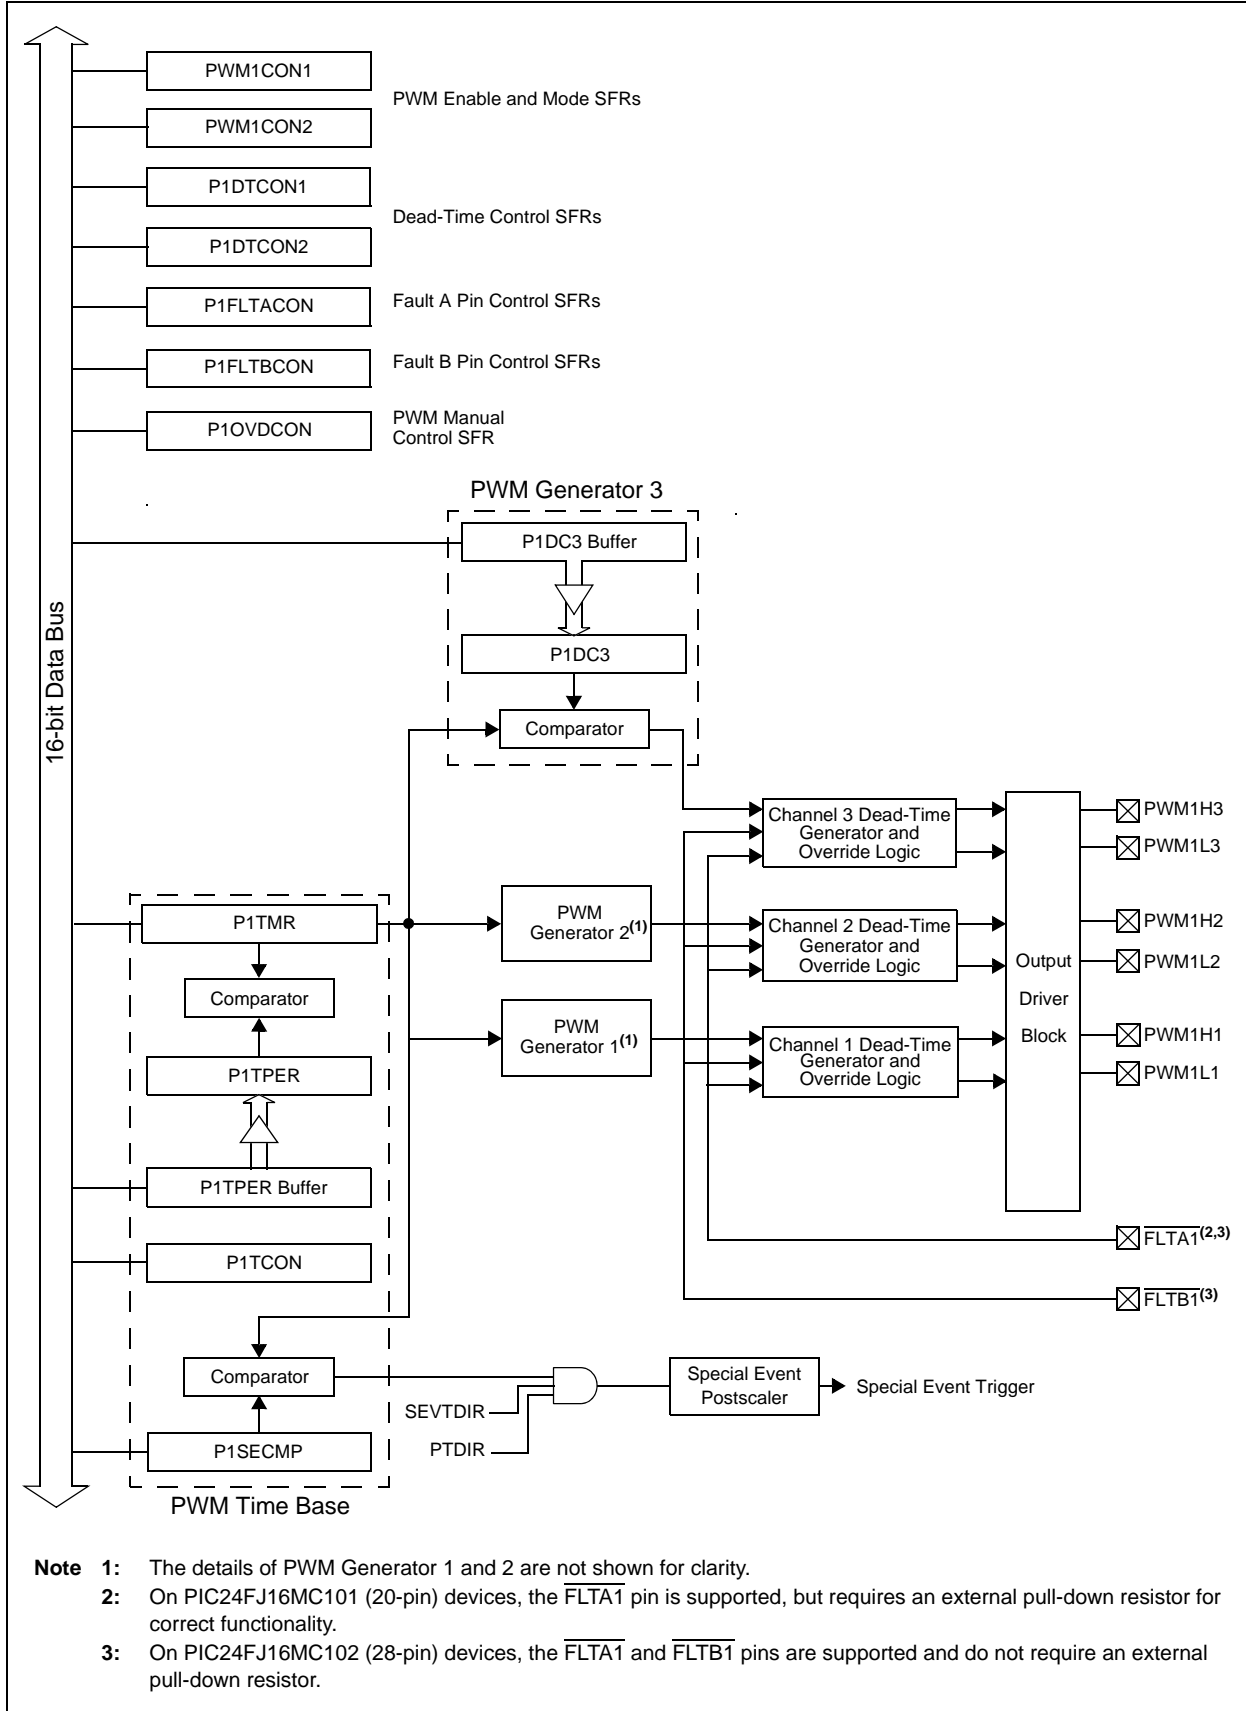 PWM1CON1
PWM Enable and Mode SFRs
PWM1CON2
P1DTCON1
Dead-Time Control SFRs
P1DTCON2
P1FLTACON
Fault A Pin Control SFRs
P1FLTBCON
Fault B Pin Control SFRs
P1OVDCON
PWM Manual
Control SFR
PWM Generator 3
P1DC3 Buffer
16-bit Data Bus
P1DC3
Comparator
Channel 3 Dead-Time
Generator and
Override Logic
PWM1H3
PWM1L3
P1TMR
PWM
Generator 2(1)
Channel 2 Dead-Time
Generator and
Override Logic
PWM1H2
PWM1L2
Output
Driver
Block
Comparator
PWM
Generator 1(1)
Channel 1 Dead-Time
Generator and
Override Logic
PWM1H1
PWM1L1
P1TPER
P1TPER Buffer
FLTA1(2,3)
P1TCON
FLTB1(3)
Comparator
SEVTDIR
PTDIR
Special Event
Postscaler
Special Event Trigger
P1SECMP
PWM Time Base
Note 1: The details of PWM Generator 1 and 2 are not shown for clarity.
2: On PIC24FJ16MC101 (20-pin) devices, the FLTA1 pin is supported, but requires an external pull-down resistor for
correct functionality.
3: On PIC24FJ16MC102 (28-pin) devices, the FLTA1 and FLTB1 pins are supported and do not require an external
pull-down resistor.